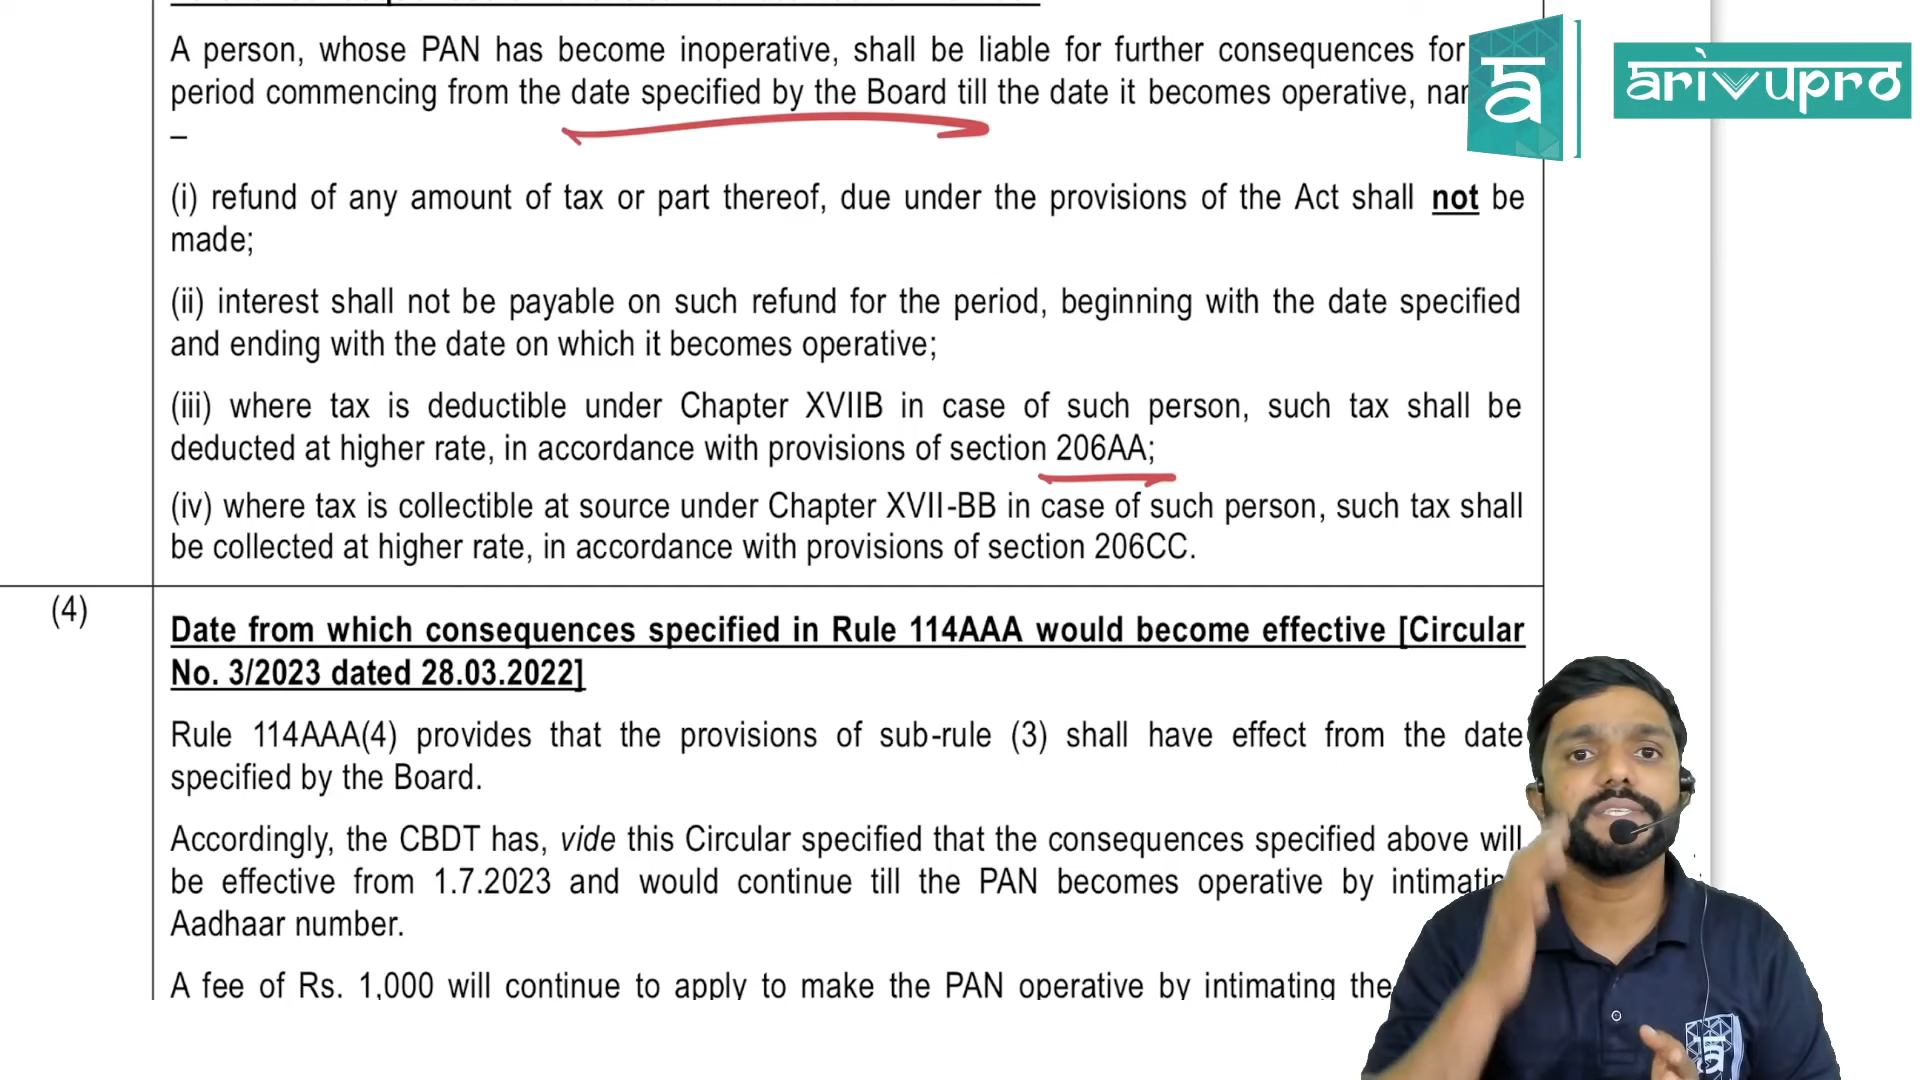 A person, whose PAN has become inoperative, shall be liable for further consequences for
period commencing from the date specified by the Board till the date it becomes operative,
–
(i) refund of any amount of tax or part thereof, due under the provisions of the Act shall not be
made;
(ii) interest shall not be payable on such refund for the period, beginning with the date specified
and ending with the date on which it becomes operative;
(iii) where tax is deductible under Chapter XVIIB in case of such person, such tax shall be
deducted at higher rate, in accordance with provisions of section 206AA;
(iv) where tax is collectible at source under Chapter XVII-BB in case of such person, such tax shall
be collected at higher rate, in accordance with provisions of section 206CC.
(4)
Date from which consequences specified in Rule 114AAA would become effective [Circular
No. 3/2023 dated 28.03.2022]
Rule 114AAA(4) provides that the provisions of sub-rule (3) shall have effect from the date
specified by the Board.
Accordingly, the CBDT has, vide this Circular specified that the consequences specified above will
be effective from 1.7.2023 and would continue till the PAN becomes operative by
Aadhaar number.
A fee of Rs. 1,000 will continue to apply to make the PAN operative by intimating the
arivupro